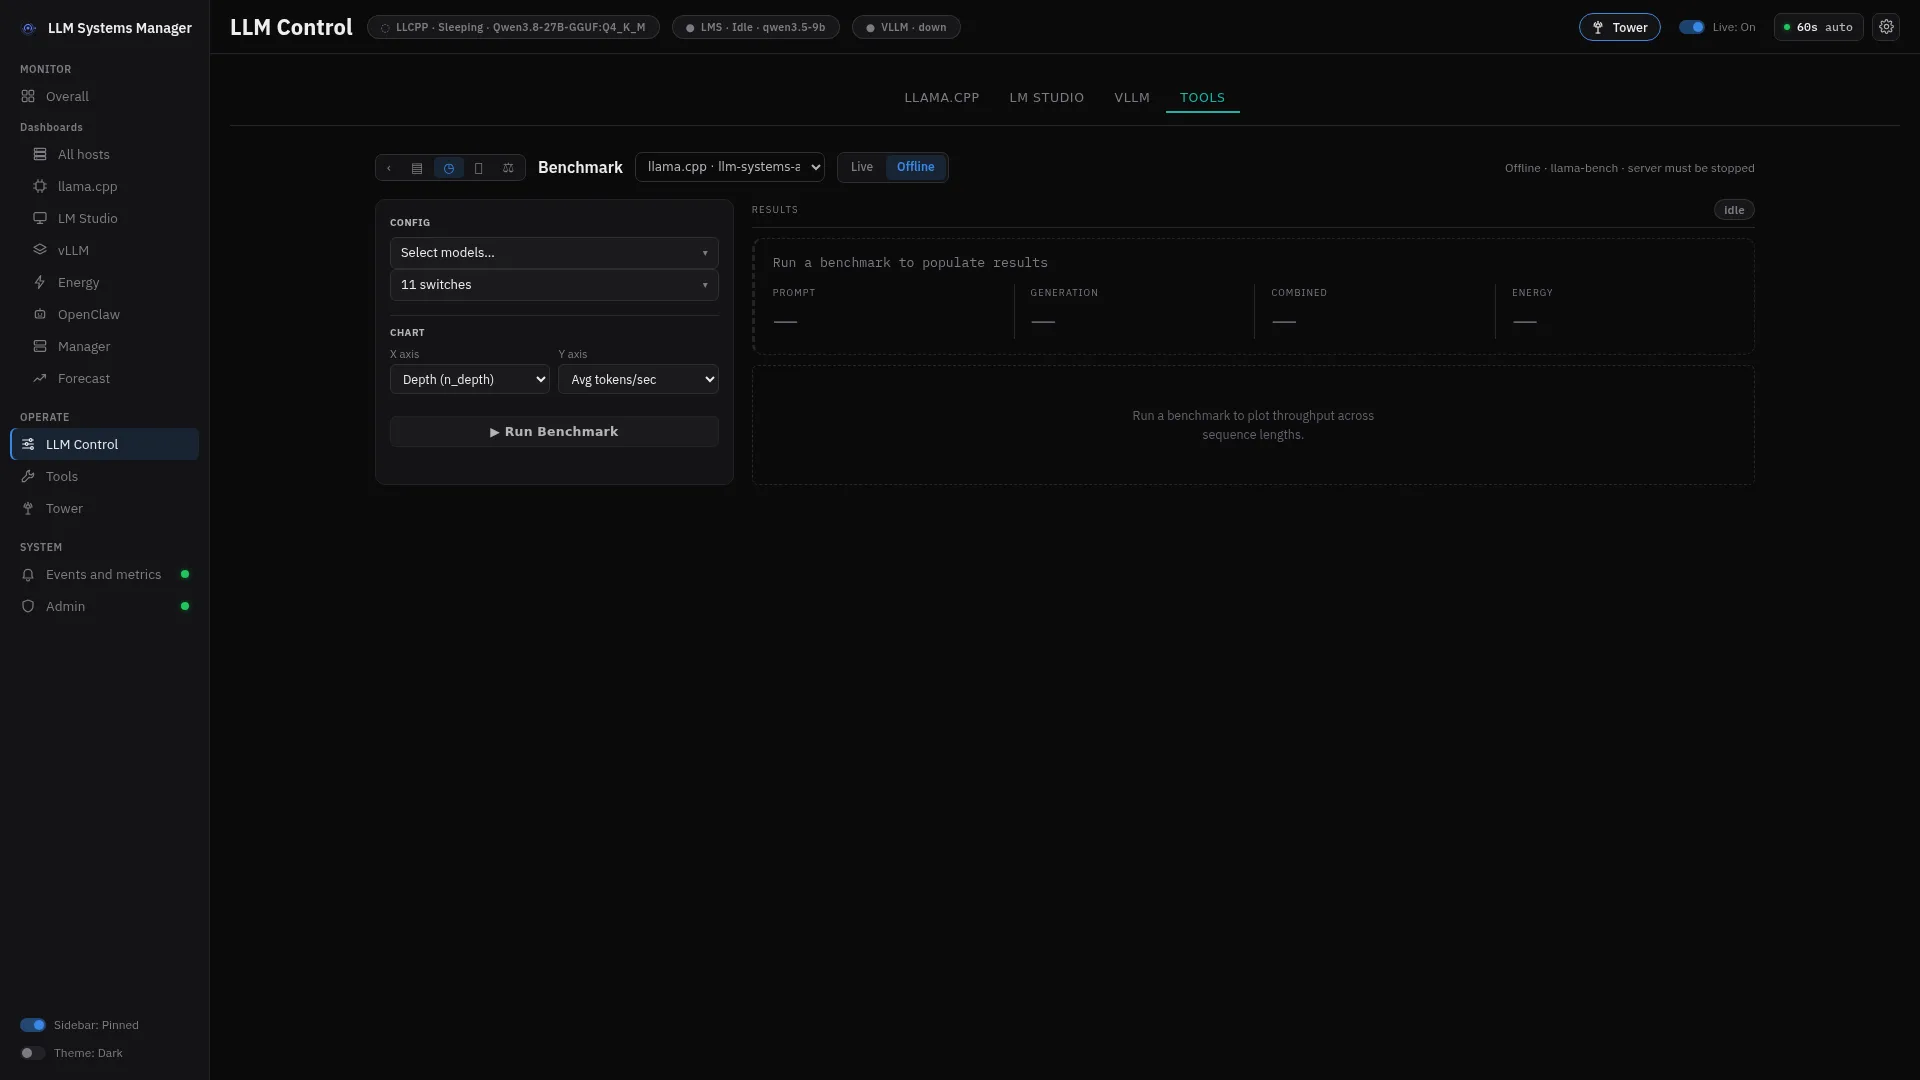 LLM Systems Manager
MONITOR
Overall
Dashboards
All hosts
llama.cpp
LM Studio
vLLM
Energy
OpenClaw
Manager
Forecast
OPERATE
LLM Control
Tools
Tower
SYSTEM
Events and metrics
Admin
Sidebar: Pinned
Theme: Dark
LLM Control
LLCPP · Sleeping · Qwen3.8-27B-GGUF:Q4_K_M
LMS · Idle · qwen3.5-9b
VLLM · down
Tower
Live: On
60s auto
LLAMA.CPP
LM STUDIO
VLLM
TOOLS
Benchmark
llama.cpp · llm-systems-a
Live
Offline
Offline · llama-bench · server must be stopped
CONFIG
Select models...
11 switches
CHART
X axis
Y axis
Depth (n_depth)
Avg tokens/sec
▶ Run Benchmark
RESULTS
idle
Run a benchmark to populate results
PROMPT
GENERATION
COMBINED
ENERGY
—
—
—
—
Run a benchmark to plot throughput across
sequence lengths.